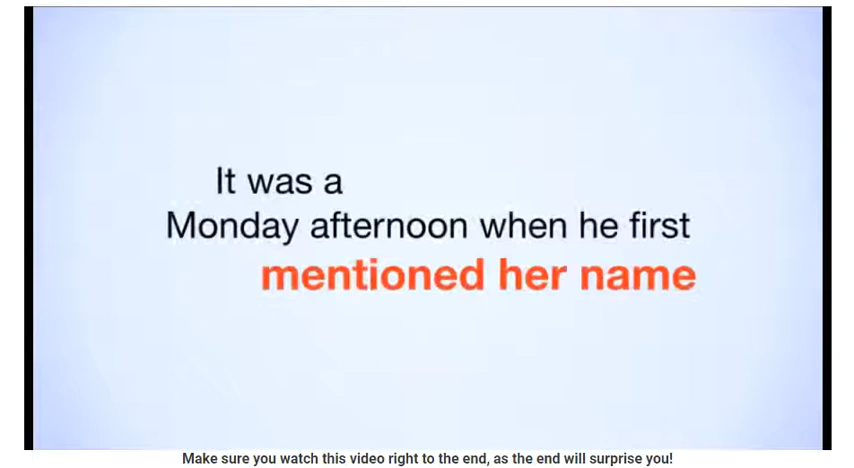 It was a
Monday afternoon when he first
mentioned her name
Make sure you watch this video right to the end, as the end will surprise you!